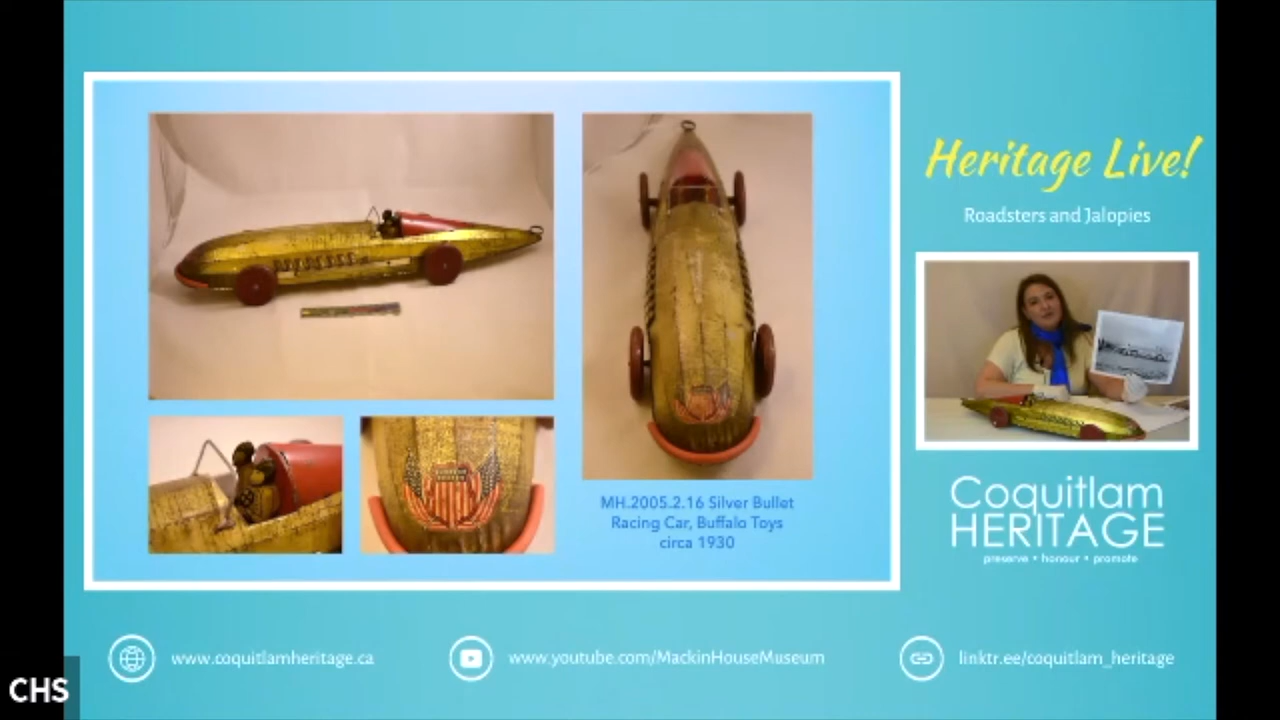 Heritage Live!
Roadsters and Jalopies
MH.2005.2.16 Silver Bullet
Racing Car, Buffalo Toys
circa 1930
Coquitlam
HERITAGE
preserve • honour • promote
www.coquitlamheritage.ca
www.youtube.com/MackinHouseMuseum
linktr.ee/coquitlam_heritage
CHS